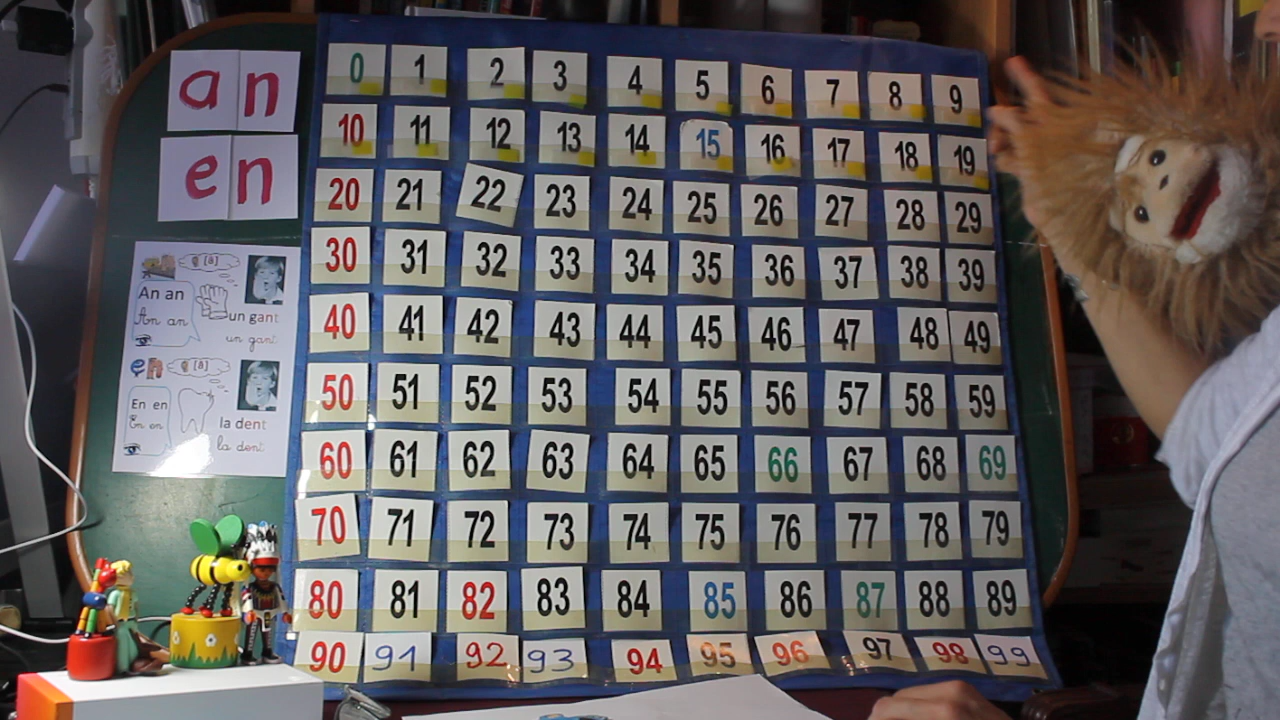 an
en
[ã]
An an
An an
un gant
un gant
[ã]
En en
En en
la dent
la dent
0 1 2 3 4 5 6 7 8 9
10 11 12 13 14 15 16 17 18 19
20 21 22 23 24 25 26 27 28 29
30 31 32 33 34 35 36 37 38 39
40 41 42 43 44 45 46 47 48 49
50 51 52 53 54 55 56 57 58 59
60 61 62 63 64 65 66 67 68 69
70 71 72 73 74 75 76 77 78 79
80 81 82 83 84 85 86 87 88 89
90 91 92 93 94 95 96 97 98 99